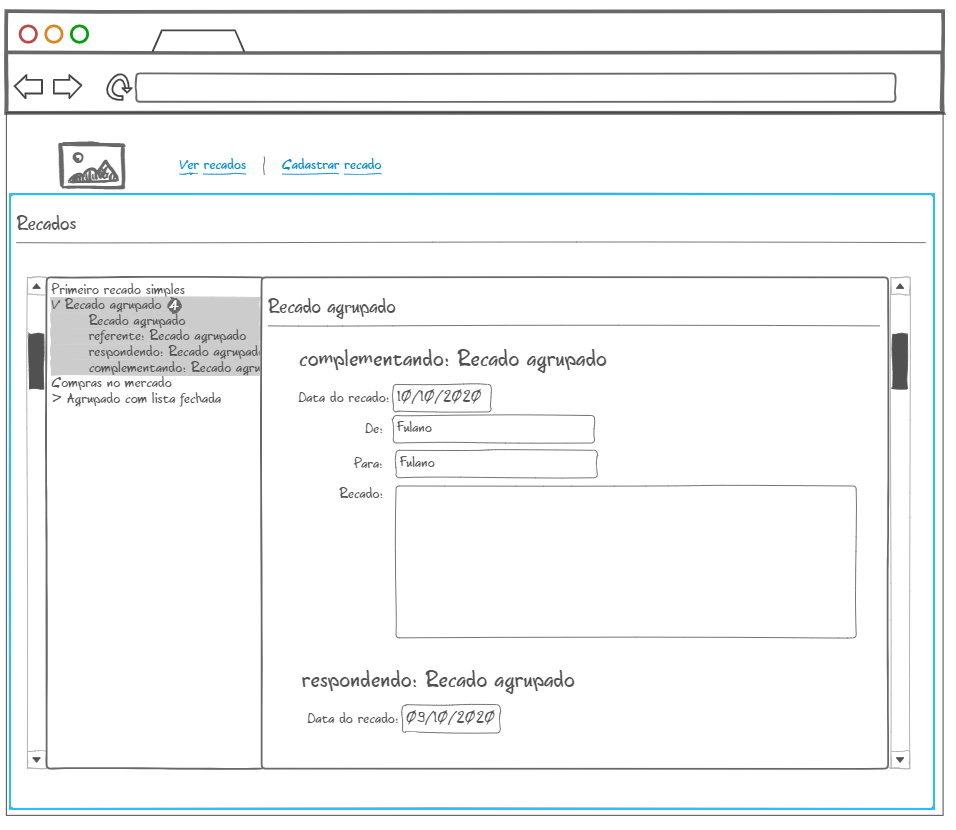 Ver recados | Cadastrar recado
Recados
Primeiro recado simples
V Recado agrupado 4
Recado agrupado
referente: Recado agrupado
respondendo: Recado agrupad
complementando: Recado agru
Compras no mercado
> Agrupado com lista fechada
Recado agrupado
complementando: Recado agrupado
Data do recado: 10/10/2020
De: Fulano
Para: Fulano
Recado:
respondendo: Recado agrupado
Data do recado: 09/10/2020